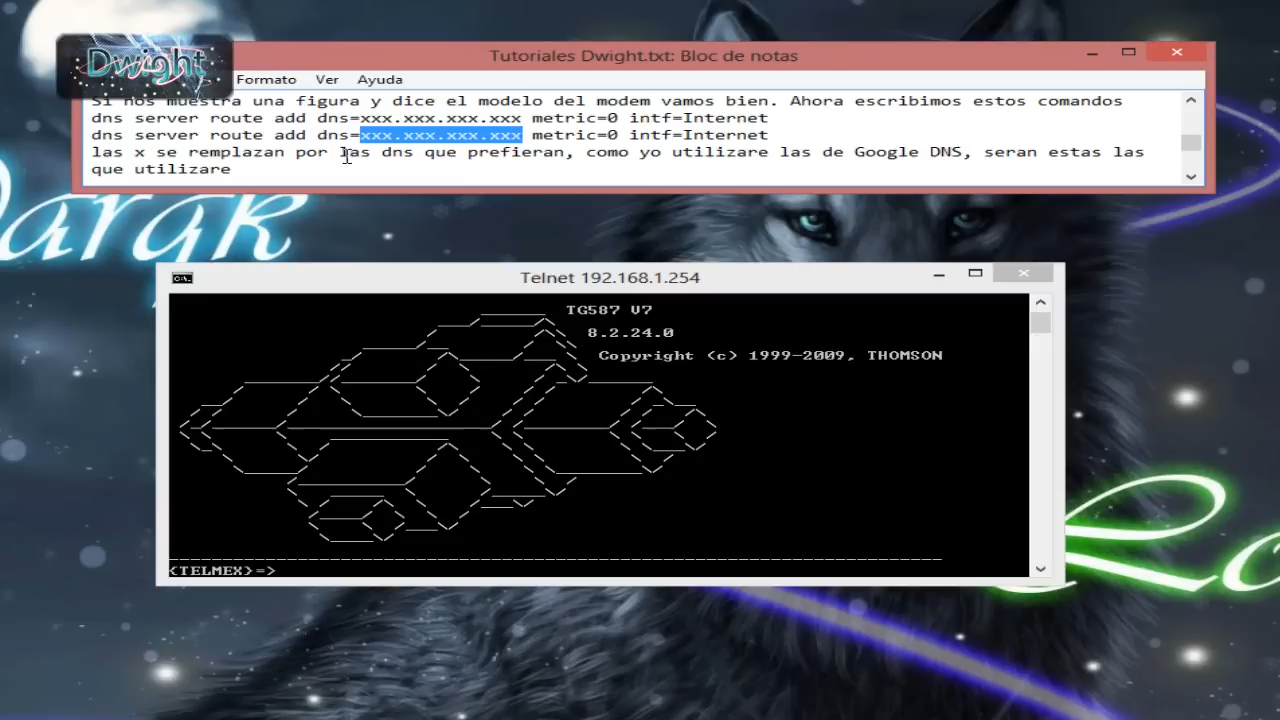 Dwight
Tutoriales Dwight.txt: Bloc de notas
Formato Ver Ayuda
Si nos muestra una figura y dice el modelo del modem vamos bien. Ahora escribimos estos comandos
dns server route add dns=xxx.xxx.xxx.xxx metric=0 intf=Internet
dns server route add dns=xxx.xxx.xxx.xxx metric=0 intf=Internet
las x se remplazan por las dns que prefieran, como yo utilizare las de Google DNS, seran estas las
que utilizare
Telnet 192.168.1.254
TG587 V7
8.2.24.0
Copyright (c) 1999-2009, THOMSON
{TELMEX}=>